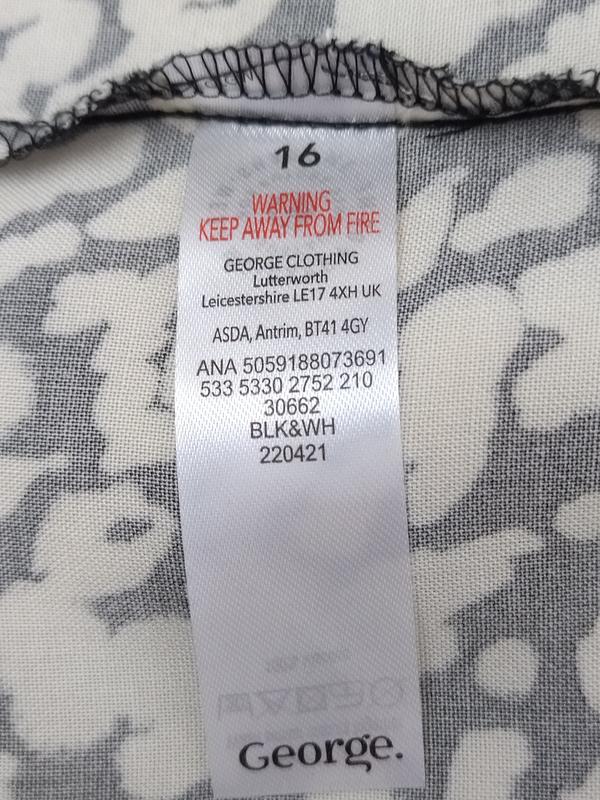 16
WARNING
KEEP AWAY FROM FIRE
GEORGE CLOTHING
Lutterworth
Leicestershire LE17 4XH UK
ASDA, Antrim, BT41 4GY
ANA 5059188073691
533 5330 2752 210
30662
BLK&WH
220421
George.